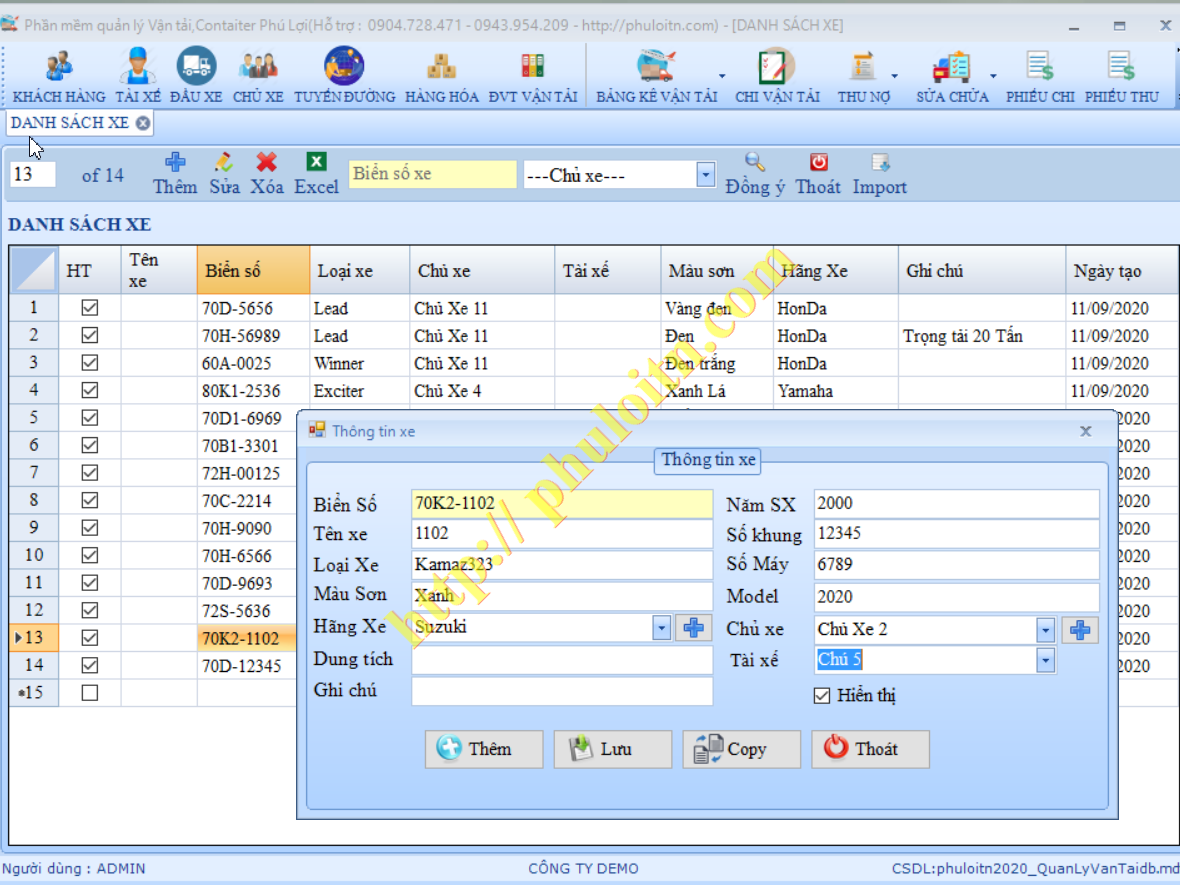 Phần mềm quản lý Vận tải,Contaiter Phú Lợi(Hỗ trợ : 0904.728.471 - 0943.954.209 - http://phuloitn.com) - [DANH SÁCH XE]
KHÁCH HÀNG TÀI XẾ ĐẦU XE CHỦ XE TUYẾN ĐƯỜNG HÀNG HÓA ĐVT VẬN TẢI BẢNG KÊ VẬN TẢI CHI VẬN TẢI THU NỢ SỬA CHỮA PHIẾU CHI PHIẾU THU
DANH SÁCH XE
13 of 14 Thêm Sửa Xóa Excel Biển số xe ---Chủ xe--- Đồng ý Thoát Import
DANH SÁCH XE
HT Tên xe Biển số Loại xe Chủ xe Tài xế Màu sơn Hãng Xe Ghi chú Ngày tạo
1 70D-5656 Lead Chủ Xe 11 Vàng đen HonDa 11/09/2020
2 70H-56989 Lead Chủ Xe 11 Đen HonDa Trọng tải 20 Tấn 11/09/2020
3 60A-0025 Winner Chủ Xe 11 Đen trắng HonDa 11/09/2020
4 80K1-2536 Exciter Chủ Xe 4 Xanh Lá Yamaha 11/09/2020
5 70D1-6969 2020
6 70B1-3301 2020
7 72H-00125 2020
8 70C-2214 2020
9 70H-9090 2020
10 70H-6566 2020
11 70D-9693 2020
12 72S-5636 2020
13 70K2-1102 2020
14 70D-12345 2020
*15
Thông tin xe
Thông tin xe
Biển Số 70K2-1102 Năm SX 2000
Tên xe 1102 Số khung 12345
Loại Xe Kamaz323 Số Máy 6789
Màu Sơn Xanh Model 2020
Hãng Xe Suzuki Chủ xe Chủ Xe 2
Dung tích Tài xế Chú 5
Ghi chú Hiển thị
Thêm Lưu Copy Thoát
http:// phuloitn.com
Người dùng : ADMIN CÔNG TY DEMO CSDL:phuloitn2020_QuanLyVanTaidb.md